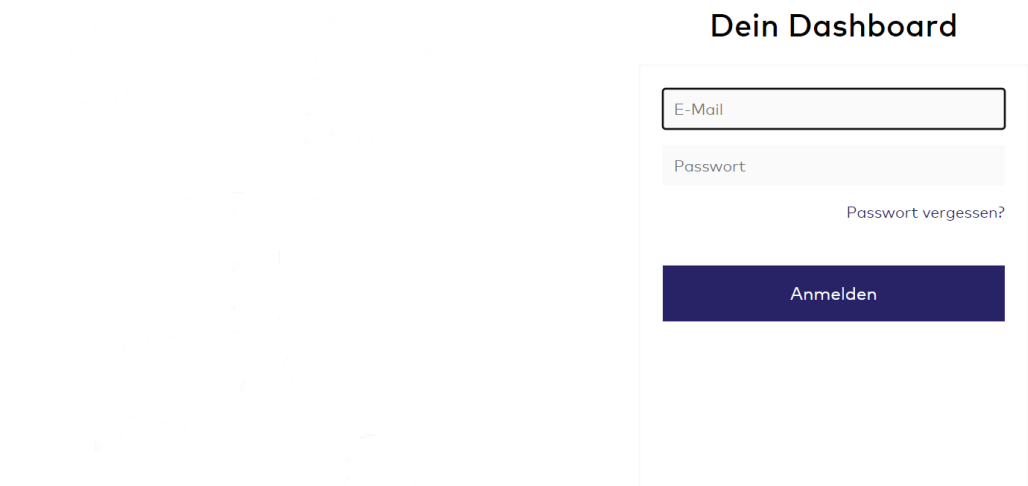 Dein Dashboard
E-Mail
Passwort
Passwort vergessen?
Anmelden